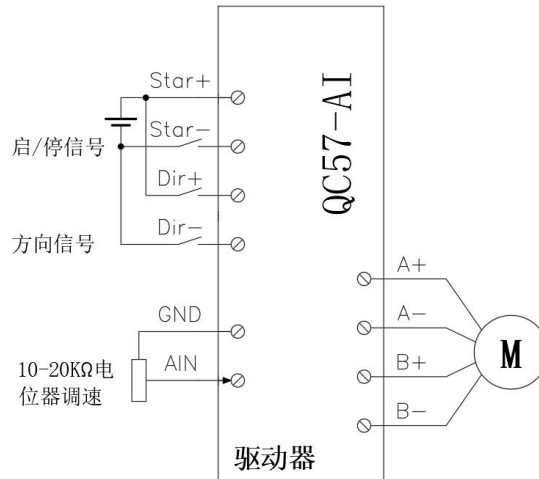 Star+
Star-
启/停信号
Dir+
Dir-
方向信号
GND
AIN
10-20KΩ电
位器调速
QC57-AI
A+
A-
B+
B-
M
驱动器